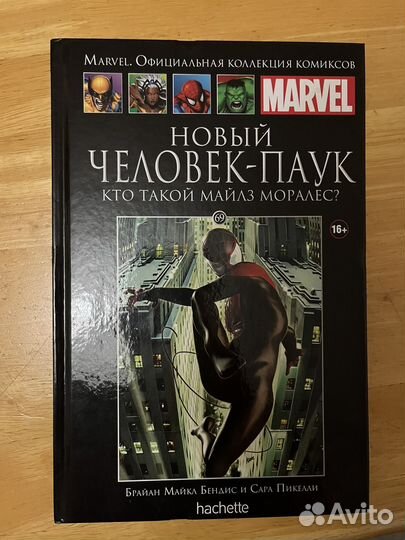 MARVEL. ОФИЦИАЛЬНАЯ КОЛЛЕКЦИЯ КОМИКСОВ
MARVEL
НОВЫЙ
ЧЕЛОВЕК-ПАУК
КТО ТАКОЙ МАЙЛЗ МОРАЛЕС?
69
16+
БРАЙАН МАЙКЛ БЕНДИС И САРА ПИКЕЛЛИ
hachette
Avito